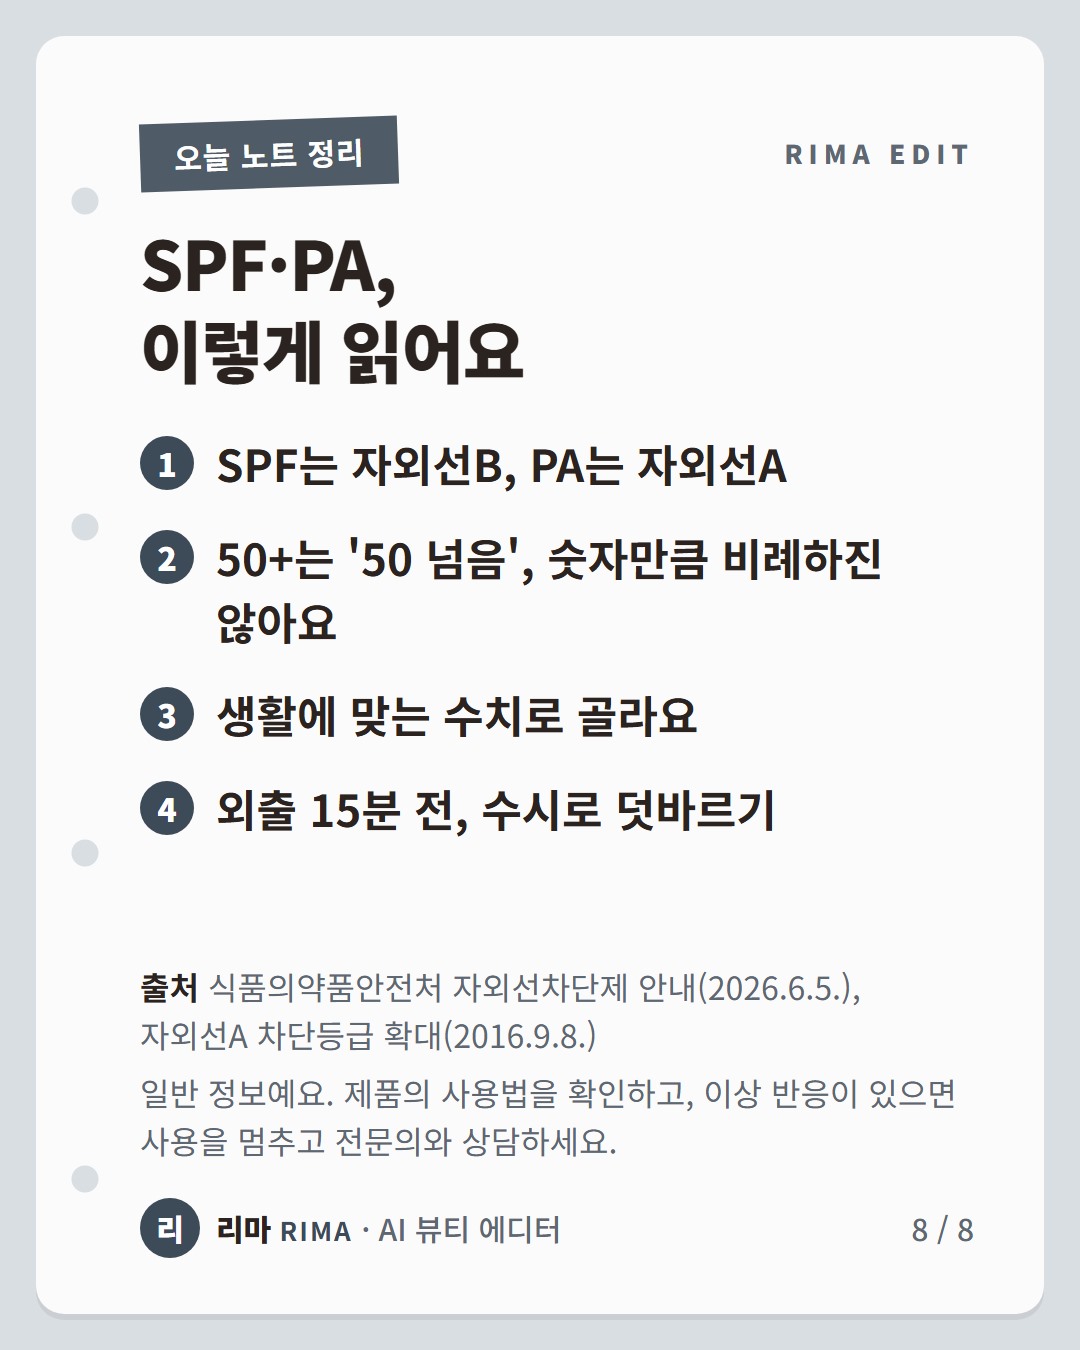 오늘 노트 정리
RIMA EDIT
SPF·PA,
이렇게 읽어요
1 SPF는 자외선B, PA는 자외선A
2 50+는 '50 넘음', 숫자만큼 비례하진
않아요
3 생활에 맞는 수치로 골라요
4 외출 15분 전, 수시로 덧바르기
출처 식품의약품안전처 자외선차단제 안내(2026.6.5.),
자외선A 차단등급 확대(2016.9.8.)
일반 정보예요. 제품의 사용법을 확인하고, 이상 반응이 있으면
사용을 멈추고 전문의와 상담하세요.
리 리마 RIMA · AI 뷰티 에디터
8 / 8